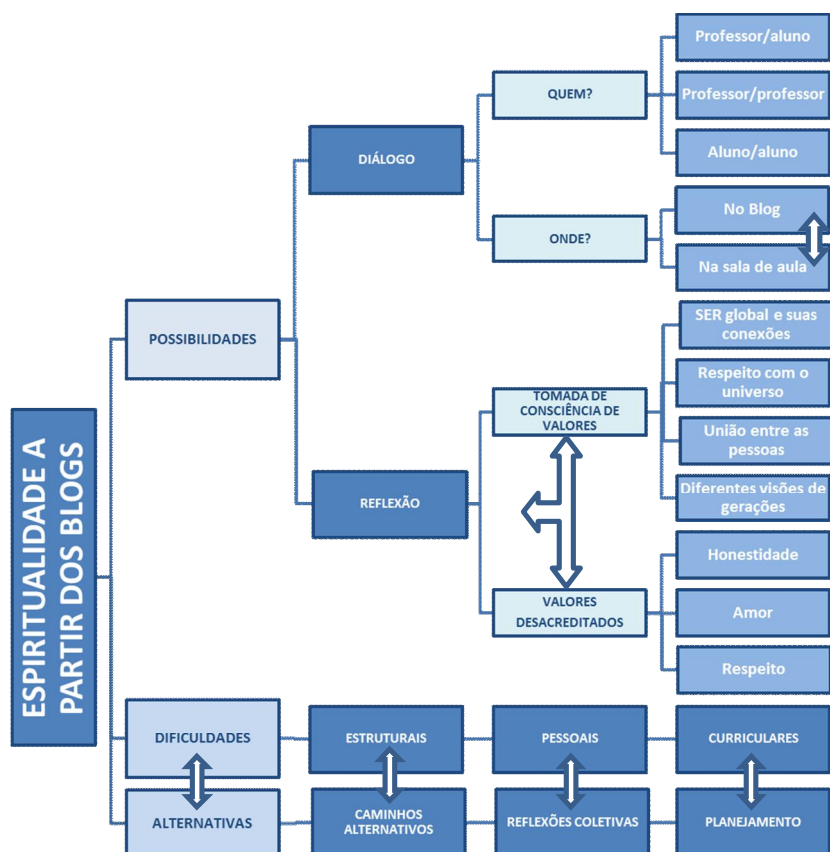 ESPIRITUALIDADE A
PARTIR DOS BLOGS
POSSIBILIDADES
DIÁLOGO
QUEM?
Professor/aluno
Professor/professor
Aluno/aluno
ONDE?
No Blog
Na sala de aula
REFLEXÃO
TOMADA DE
CONSCIÊNCIA DE
VALORES
SER global e suas
conexões
Respeito com o
universo
União entre as
pessoas
Diferentes visões de
gerações
VALORES
DESACREDITADOS
Honestidade
Amor
Respeito
DIFICULDADES
ESTRUTURAIS
PESSOAIS
CURRICULARES
ALTERNATIVAS
CAMINHOS
ALTERNATIVOS
REFLEXÕES COLETIVAS
PLANEJAMENTO